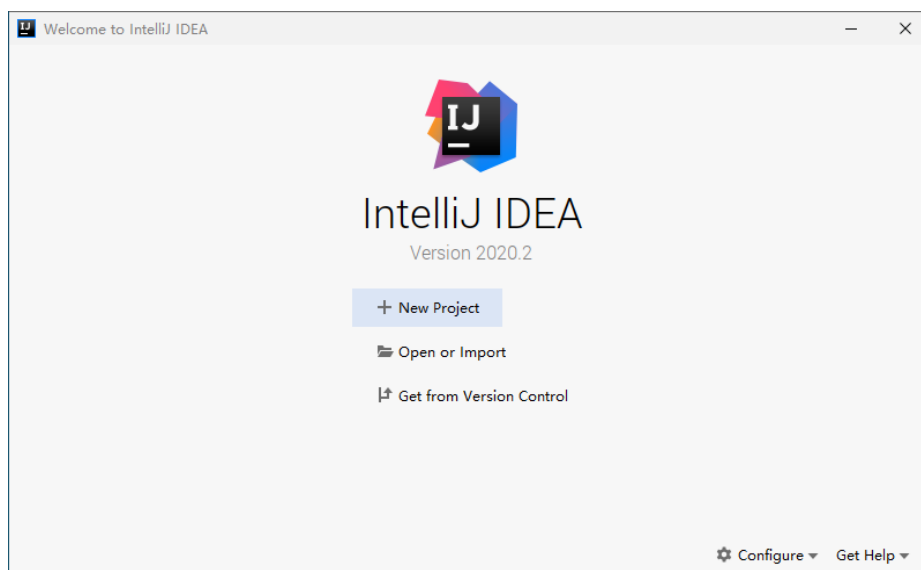 Welcome to IntelliJ IDEA
IJ
IntelliJ IDEA
Version 2020.2
New Project
Open or Import
Get from Version Control
Configure
Get Help